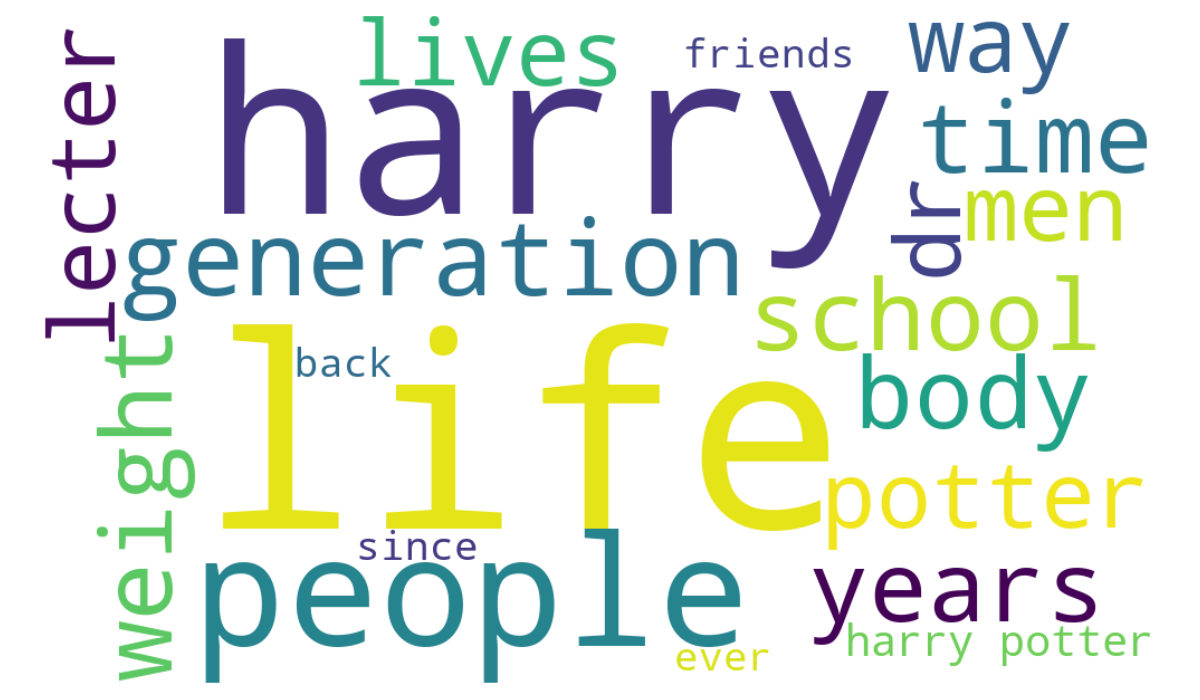 lives
friends
way
harry
lecter
time
men
dr
generation
school
life
back
body
weight
potter
since
people
years
harry potter
ever